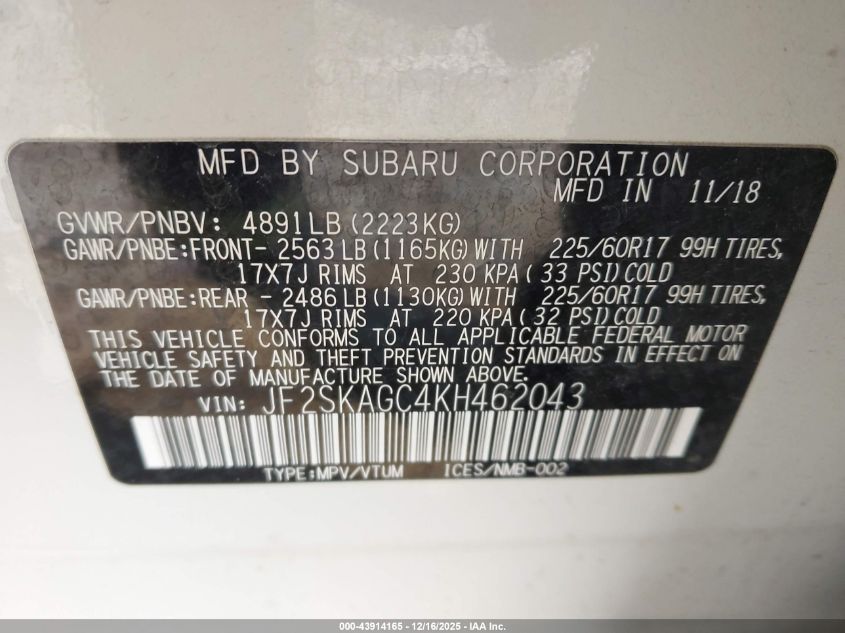 MFD BY SUBARU CORPORATION
MFD IN 11/18
GVWR/PNBV: 4891LB(2223KG)
GAWR/PNBE:FRONT- 2563LB(1165KG)WITH 225/60R17 99H TIRES,
17X7J RIMS AT 230 KPA(33 PSI)COLD
GAWR/PNBE:REAR - 2486LB(1130KG)WITH 225/60R17 99H TIRES,
17X7J RIMS AT 220 KPA(32 PSI)COLD
THIS VEHICLE CONFORMS TO ALL APPLICABLE FEDERAL MOTOR
VEHICLE SAFETY AND THEFT PREVENTION STANDARDS IN EFFECT ON
THE DATE OF MANUFACTURE SHOWN ABOVE.
VIN: JF2SKAGC4KH462043
TYPE:MPV/VTUM ICES/NMB-002
000-43914165 - 12/16/2025 - IAA Inc.